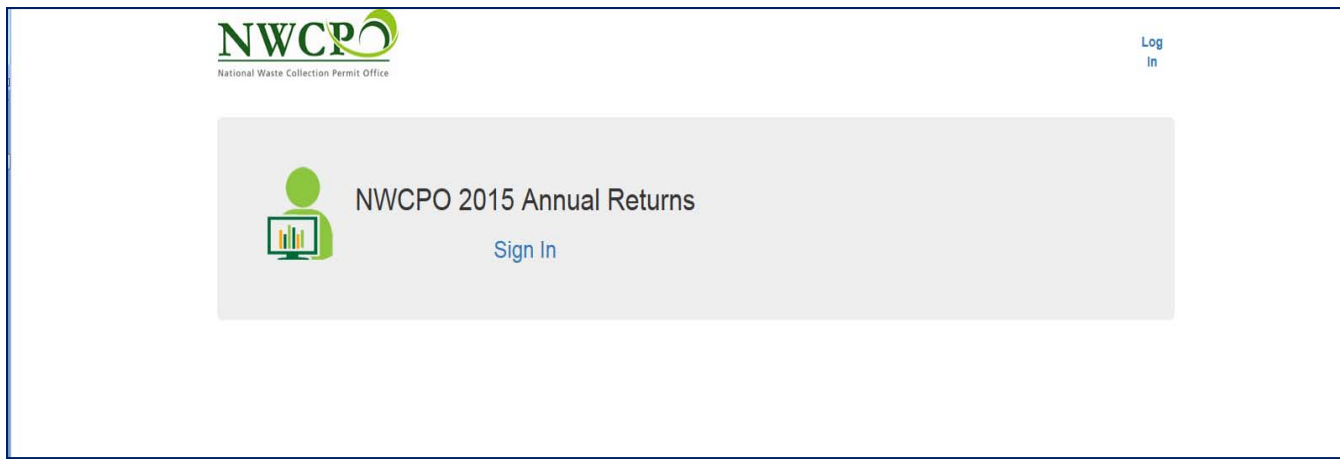 NWCPO
National Waste Collection Permit Office
Log
In
NWCPO 2015 Annual Returns
Sign In